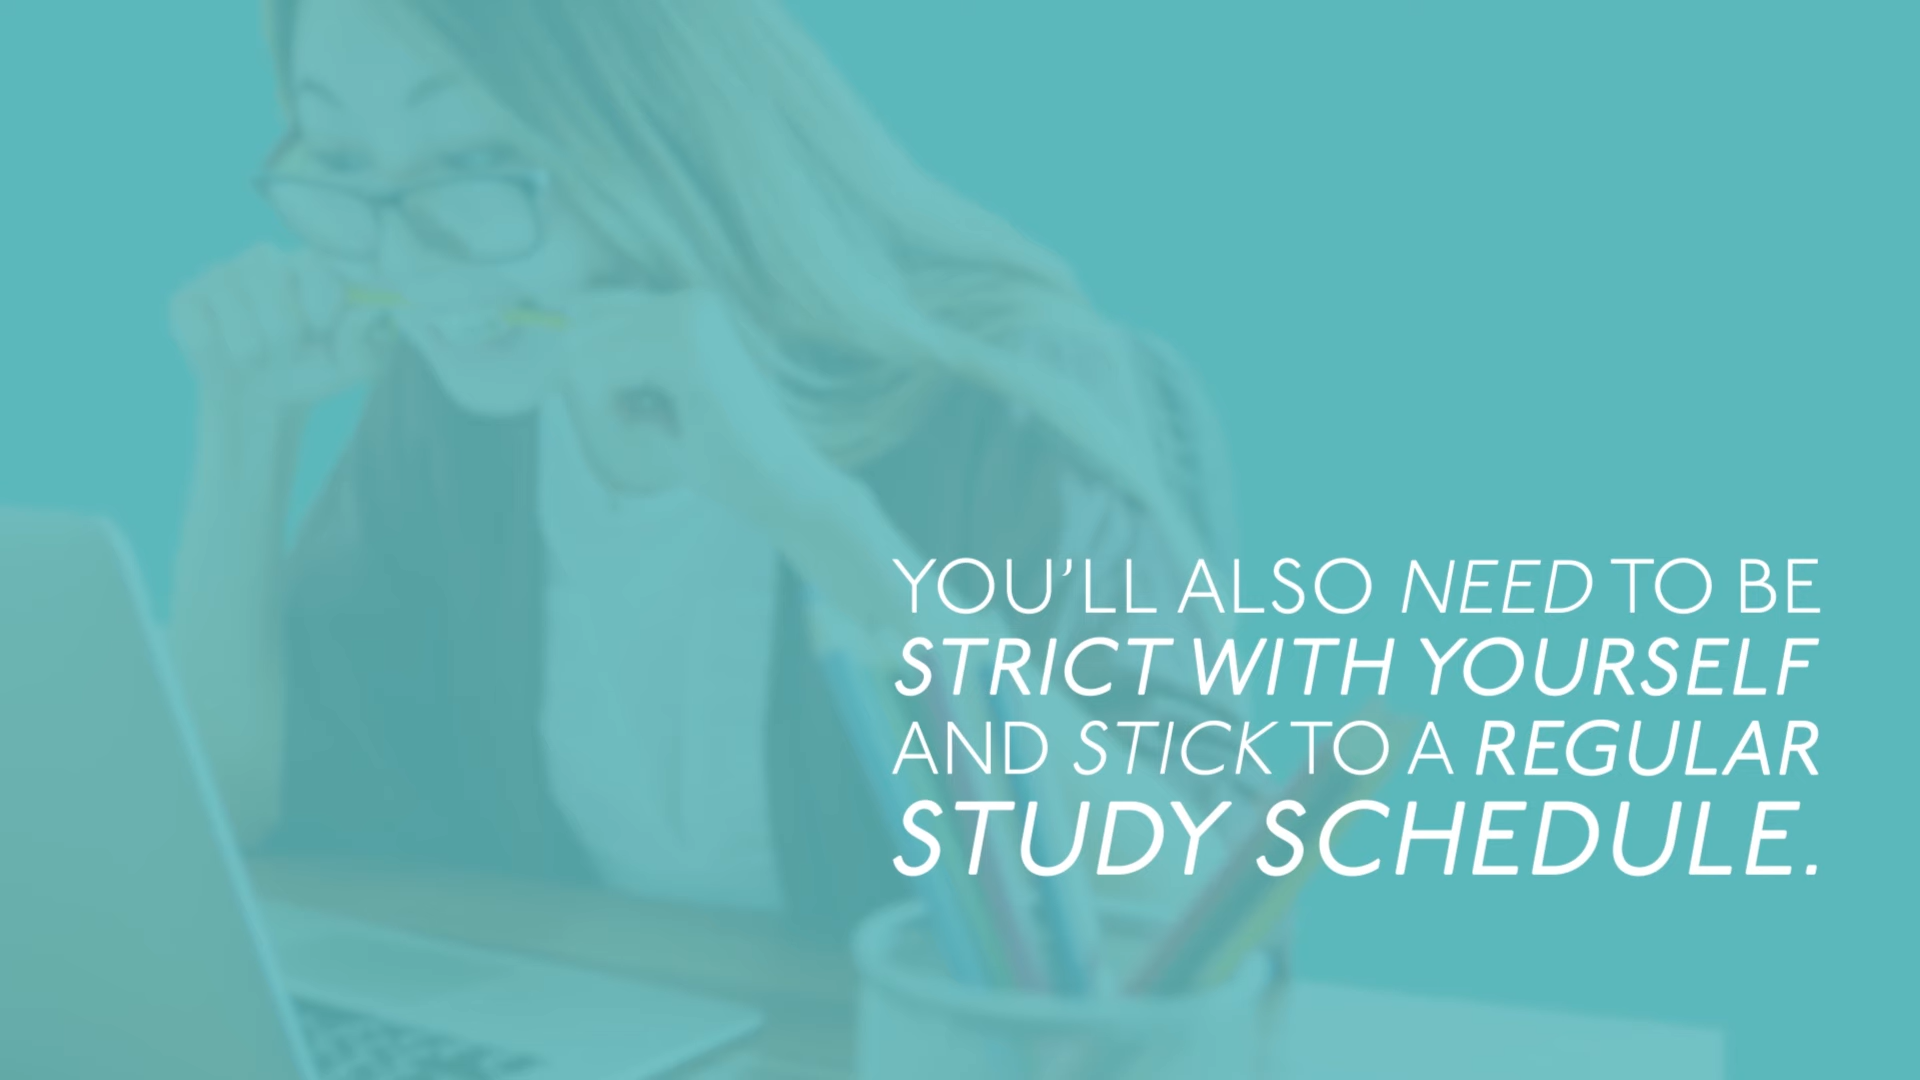 YOU'LL ALSO NEED TO BE
STRICT WITH YOURSELF
AND STICK TO A REGULAR
STUDY SCHEDULE.